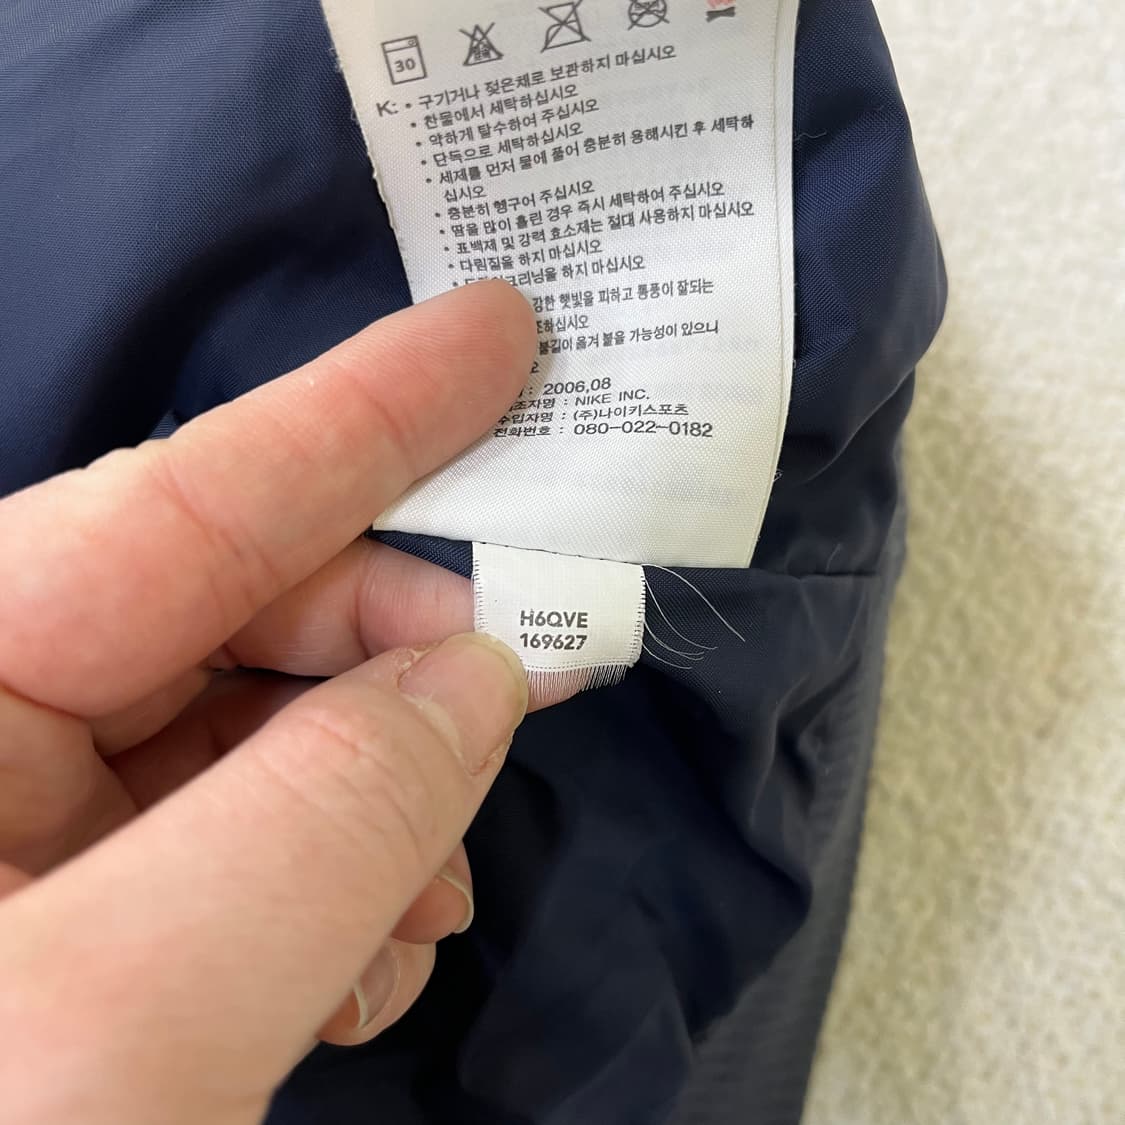 30
K: • 구기거나 젖은채로 보관하지 마십시오
• 찬물에서 세탁하십시오
• 약하게 탈수하여 주십시오
• 단독으로 세탁하십시오
• 세제를 먼저 물에 풀어 충분히 용해시킨 후 세탁하
십시오
• 충분히 헹구어 주십시오
• 땀을 많이 흘린 경우 즉시 세탁하여 주십시오
• 표백제 및 강력 효소제는 절대 사용하지 마십시오
• 다림질을 하지 마십시오
크리닝을 하지 마십시오
강한 햇빛을 피하고 통풍이 잘되는
하십시오
불길이 옮겨 붙을 가능성이 있으니
: 2006,08
조자명 : NIKE INC.
수입자명 : (주)나이키스포츠
전화번호 : 080-022-0182
H6QVE
169627